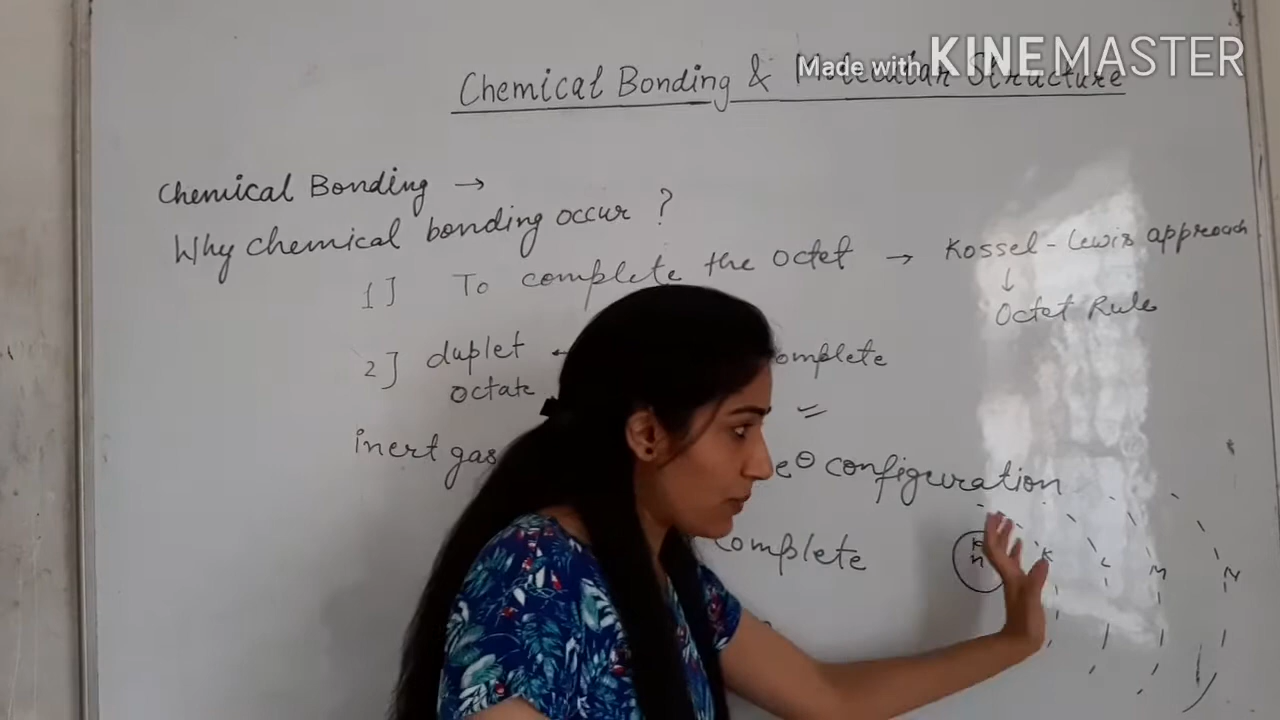 Made with KINEMASTER
Chemical Bonding & Molecular Structure
Chemical Bonding →
Why chemical bonding occur ?
1] To complete the octet → Kossel-Lewis approach
↓
Octet Rule
2] duplet ← omplete
octate
inert gas e⊖ configuration
Complete
n K L M N